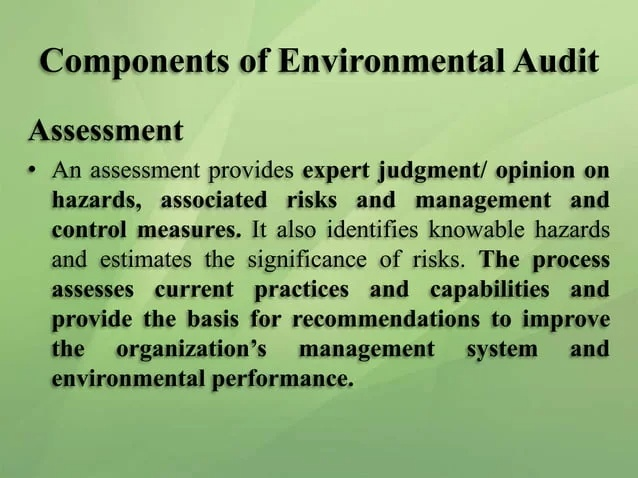 Components of Environmental Audit
Assessment
• An assessment provides expert judgment/ opinion on
hazards, associated risks and management and
control measures. It also identifies knowable hazards
and estimates the significance of risks. The process
assesses current practices and capabilities and
provide the basis for recommendations to improve
the organization’s management system and
environmental performance.